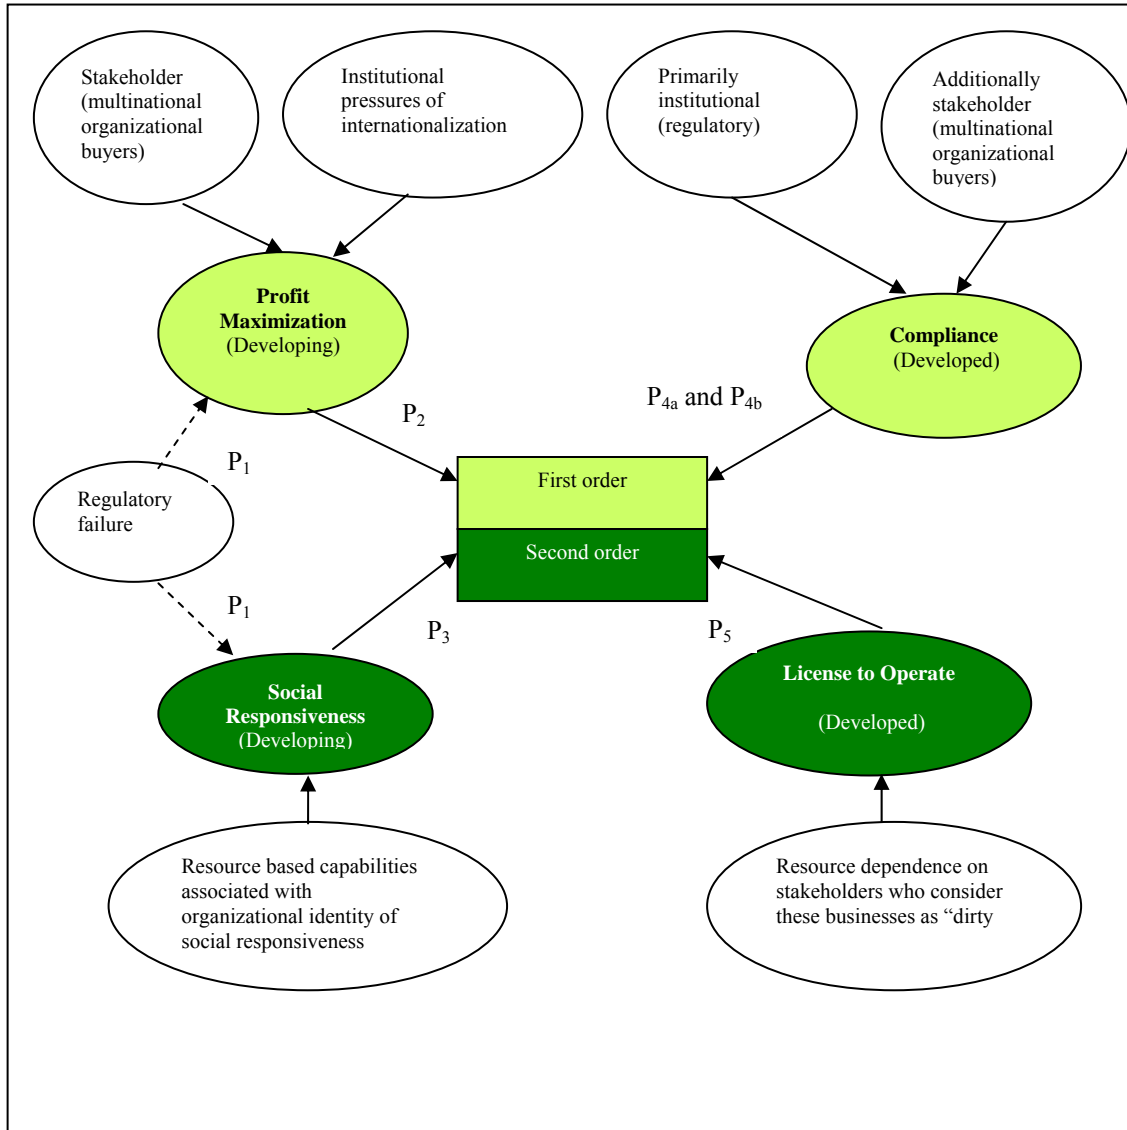 Stakeholder
(multinational
organizational
buyers)
Institutional
pressures of
internationalization
Primarily
institutional
(regulatory)
Additionally
stakeholder
(multinational
organizational
buyers)
Profit
Maximization
(Developing)
Compliance
(Developed)
P2
P4a and P4b
P1
Regulatory
failure
First order
Second order
P1
P3
P5
Social
Responsiveness
(Developing)
License to Operate
(Developed)
Resource based capabilities
associated with
organizational identity of
social responsiveness
Resource dependence on
stakeholders who consider
these businesses as “dirty